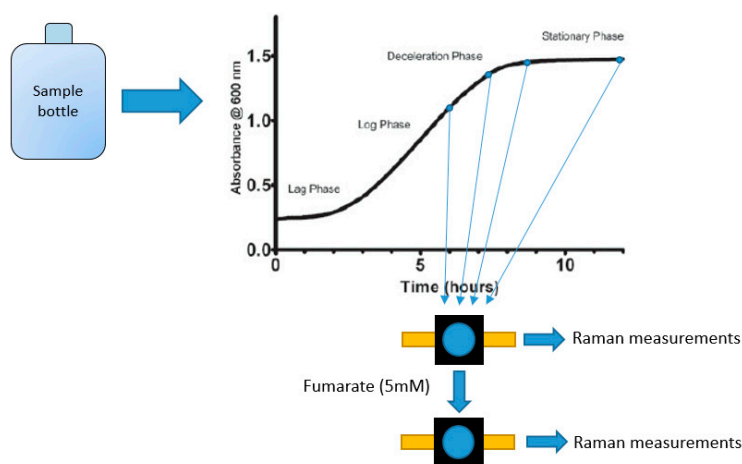 Sample
bottle
Absorbance @ 600 nm
1.5
1.0
0.5
0.0
0
5
10
Time (hours)
Lag Phase
Log Phase
Deceleration Phase
Stationary Phase
Raman measurements
Fumarate (5mM)
Raman measurements